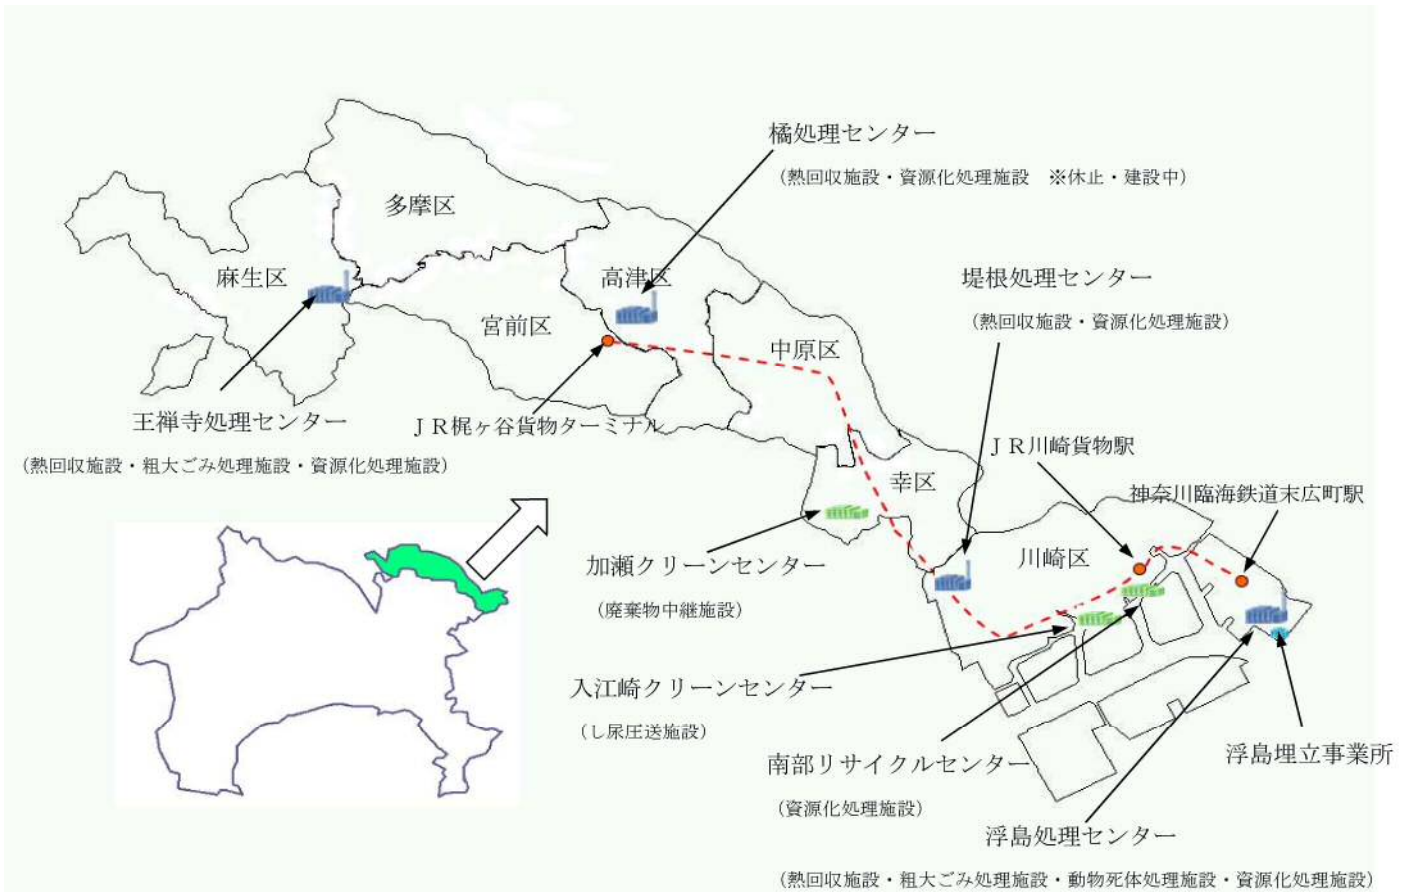 橘処理センター
（熱回収施設・資源化処理施設　※休止・建設中）
多摩区
麻生区
高津区
堤根処理センター
（熱回収施設・資源化処理施設）
宮前区
中原区
王禅寺処理センター
（熱回収施設・粗大ごみ処理施設・資源化処理施設）
ＪＲ梶ヶ谷貨物ターミナル
ＪＲ川崎貨物駅
幸区
神奈川臨海鉄道末広町駅
川崎区
加瀬クリーンセンター
（廃棄物中継施設）
入江崎クリーンセンター
（し尿圧送施設）
南部リサイクルセンター
（資源化処理施設）
浮島埋立事業所
浮島処理センター
（熱回収施設・粗大ごみ処理施設・動物死体処理施設・資源化処理施設）